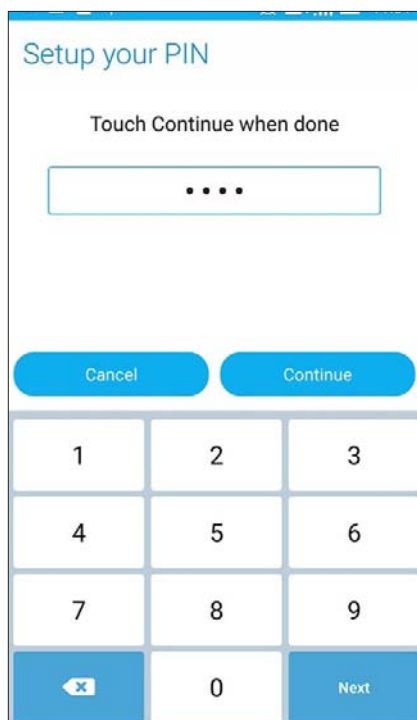 Setup your PIN
Touch Continue when done
••••
Cancel Continue
1 2 3
4 5 6
7 8 9
0 Next